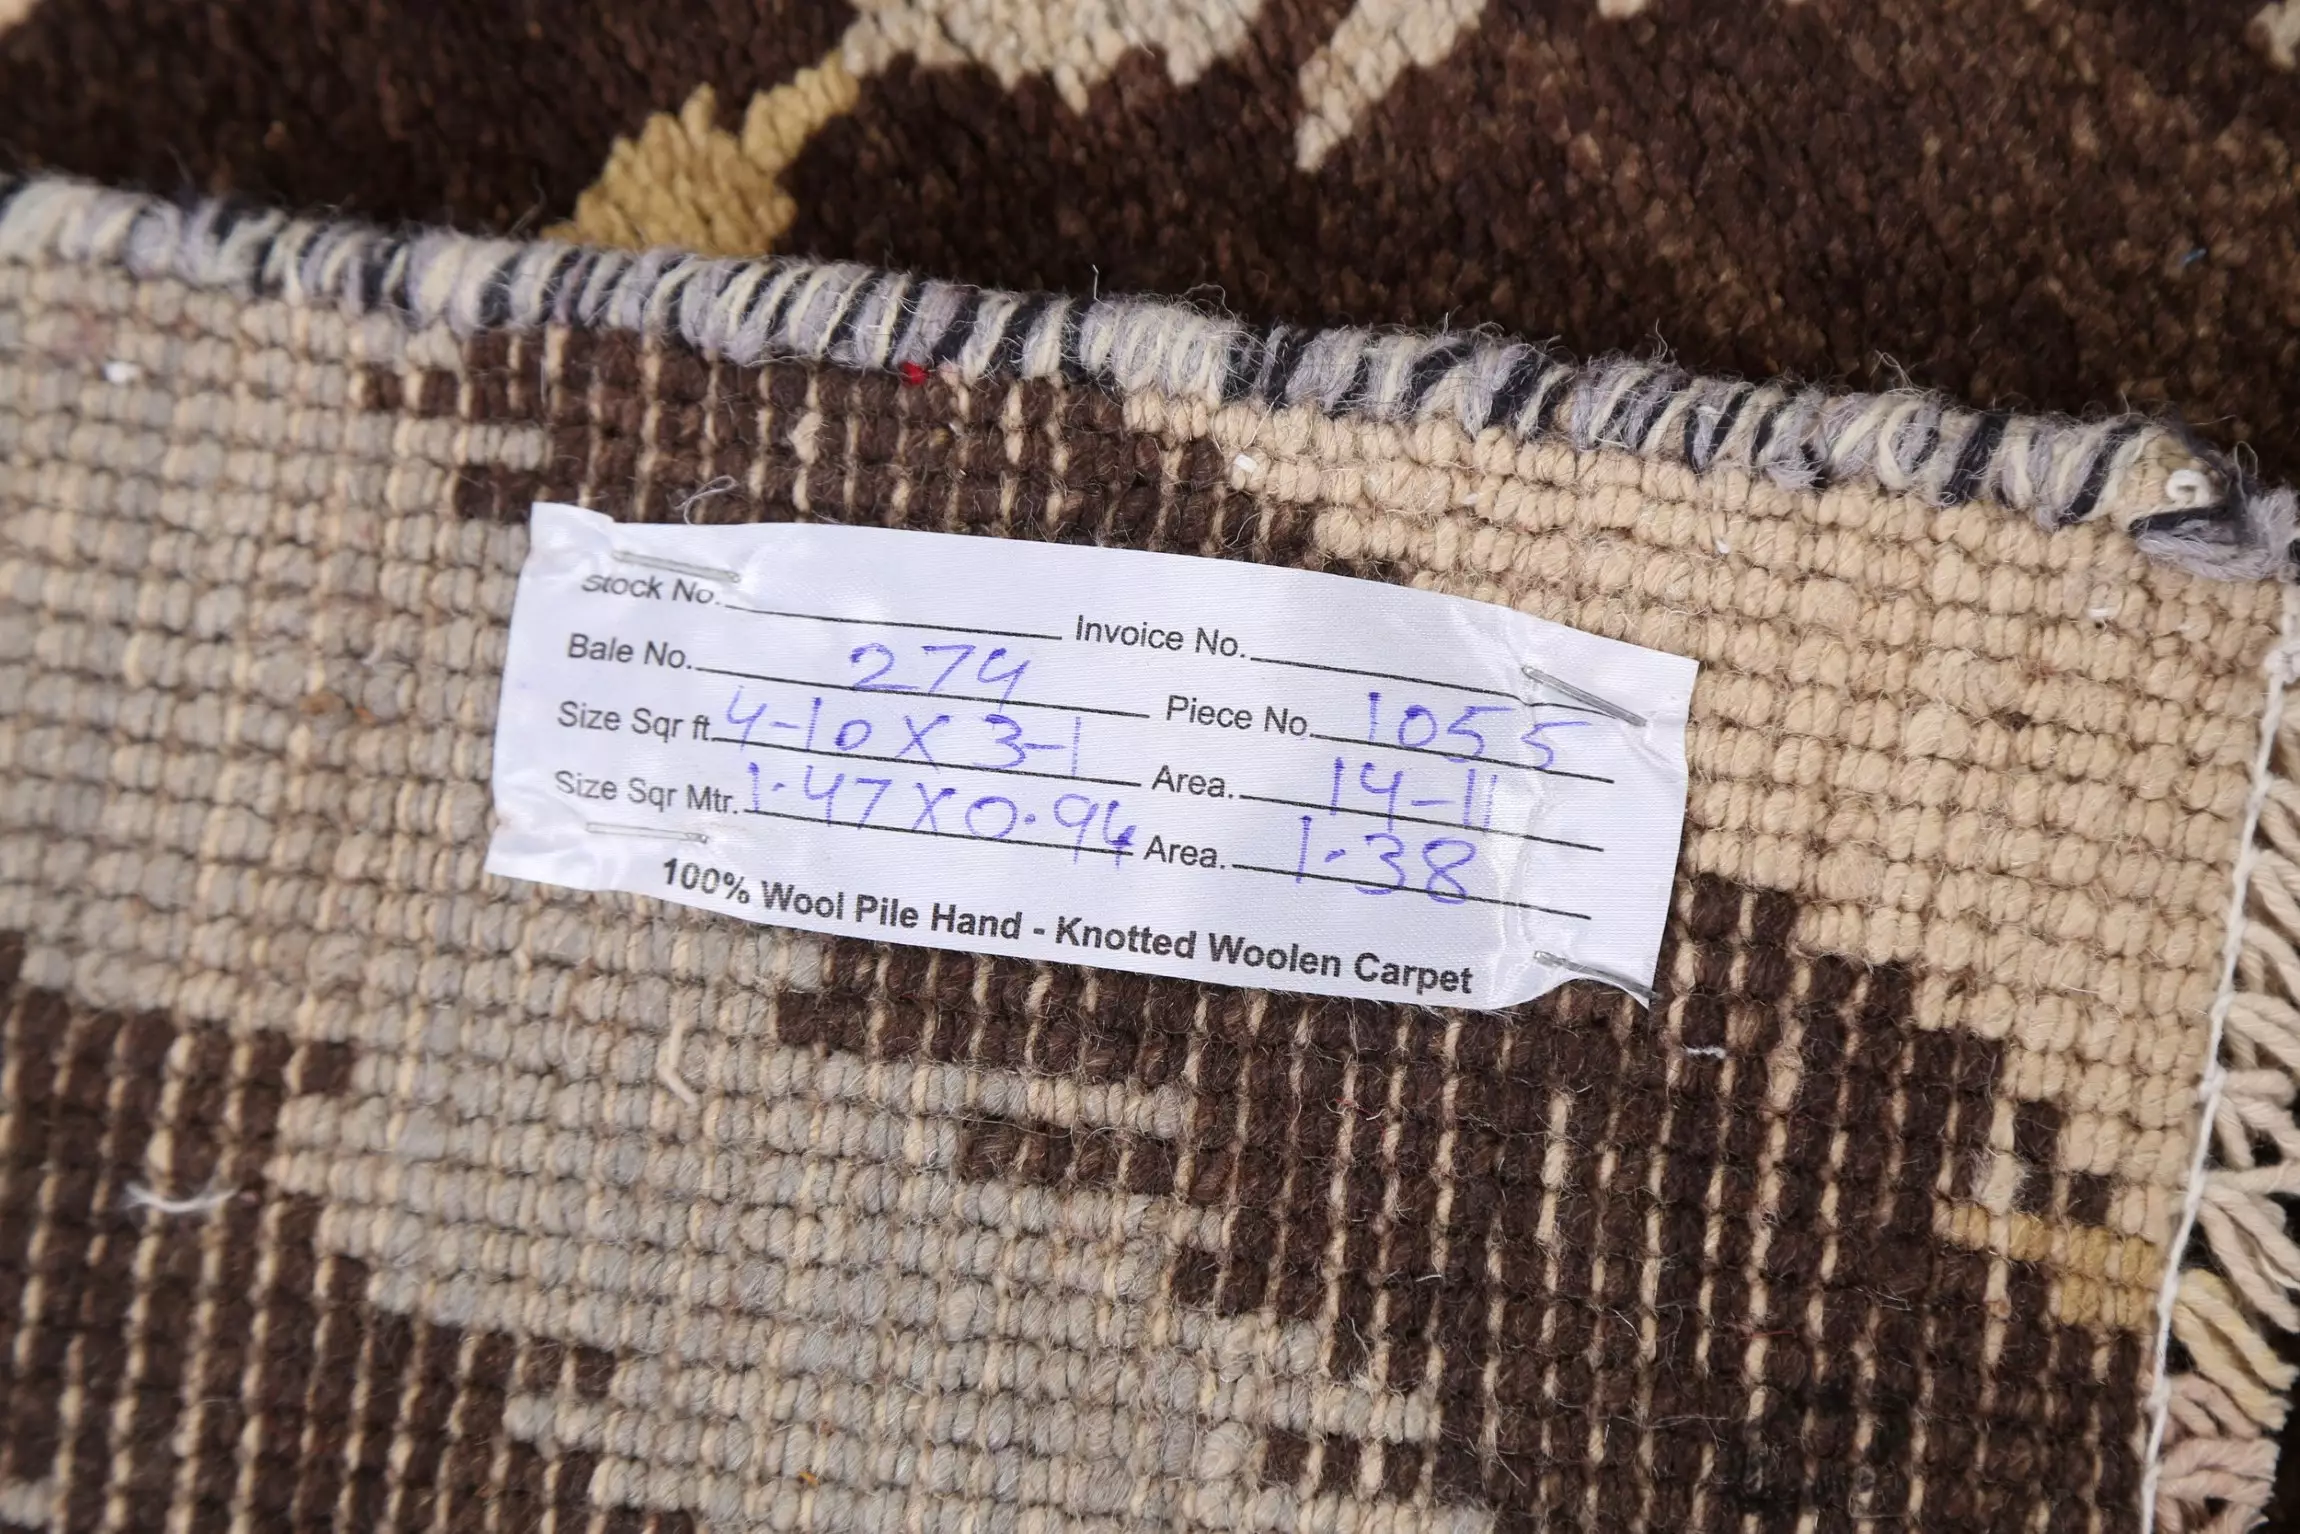 Stock No. Invoice No.
Bale No. 274 Piece No. 1055
Size Sqr ft. 4-10 X 3-1 Area. 14-11
Size Sqr Mtr. 1.47 X 0.94 Area. 1.38
100% Wool Pile Hand - Knotted Woolen Carpet